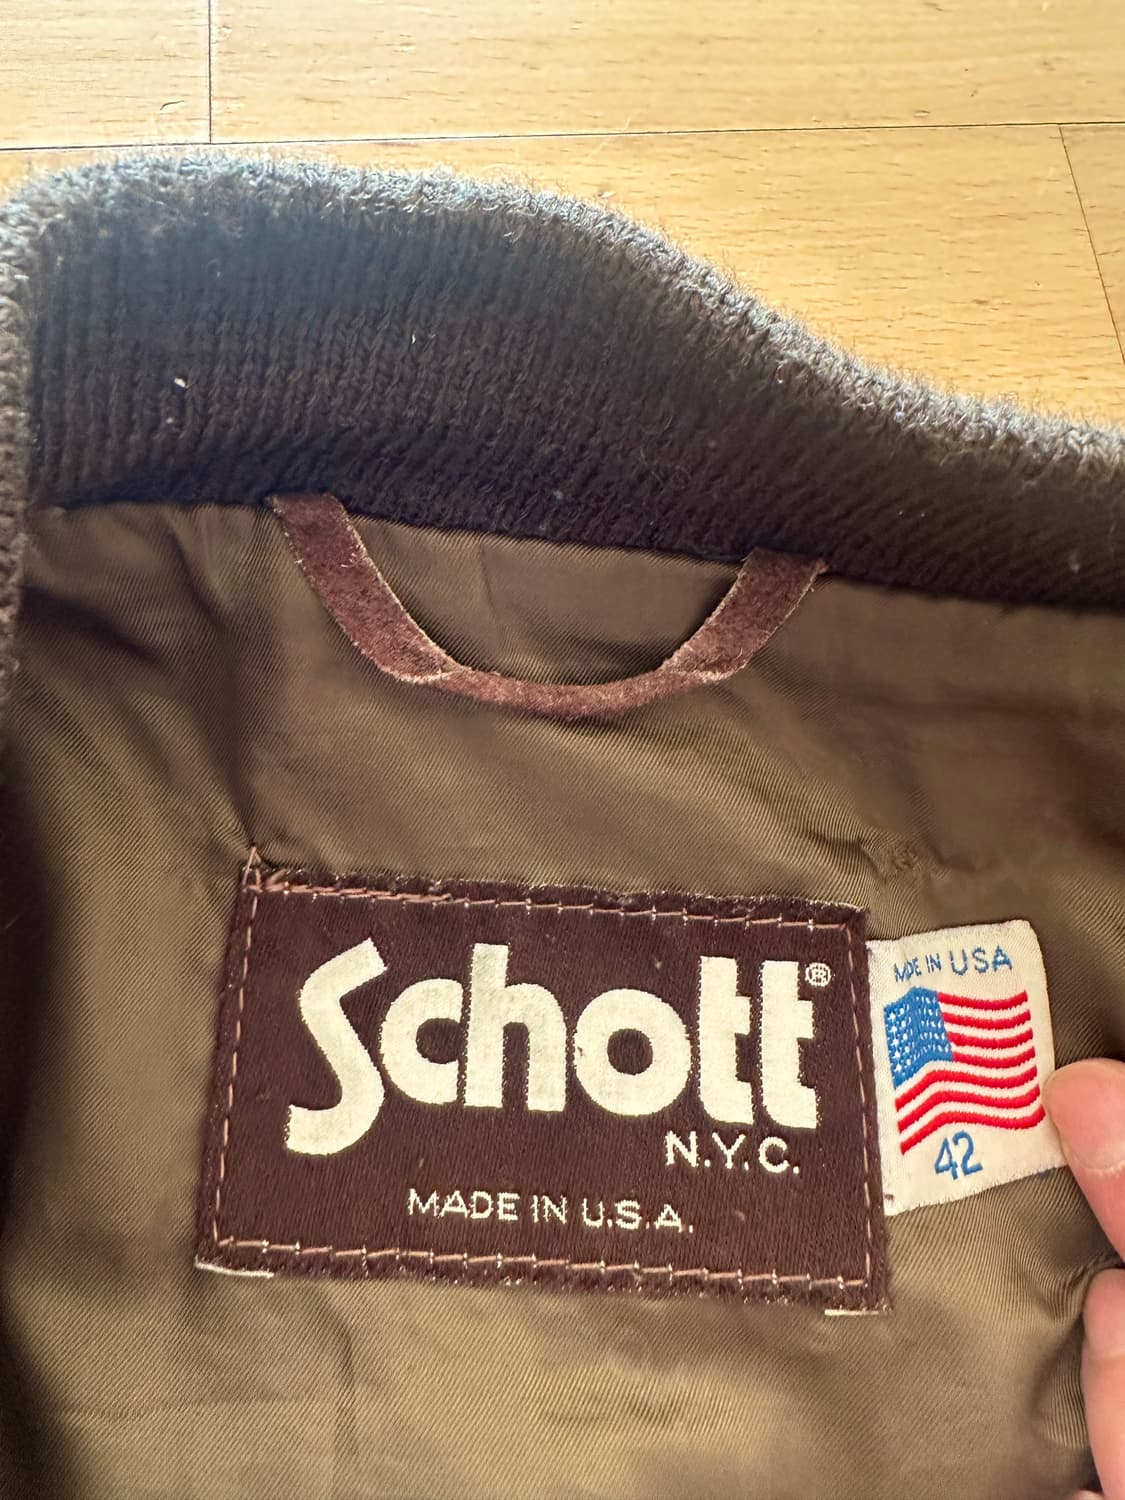 Schott®
N.Y.C.
MADE IN U.S.A.
MADE IN USA
42